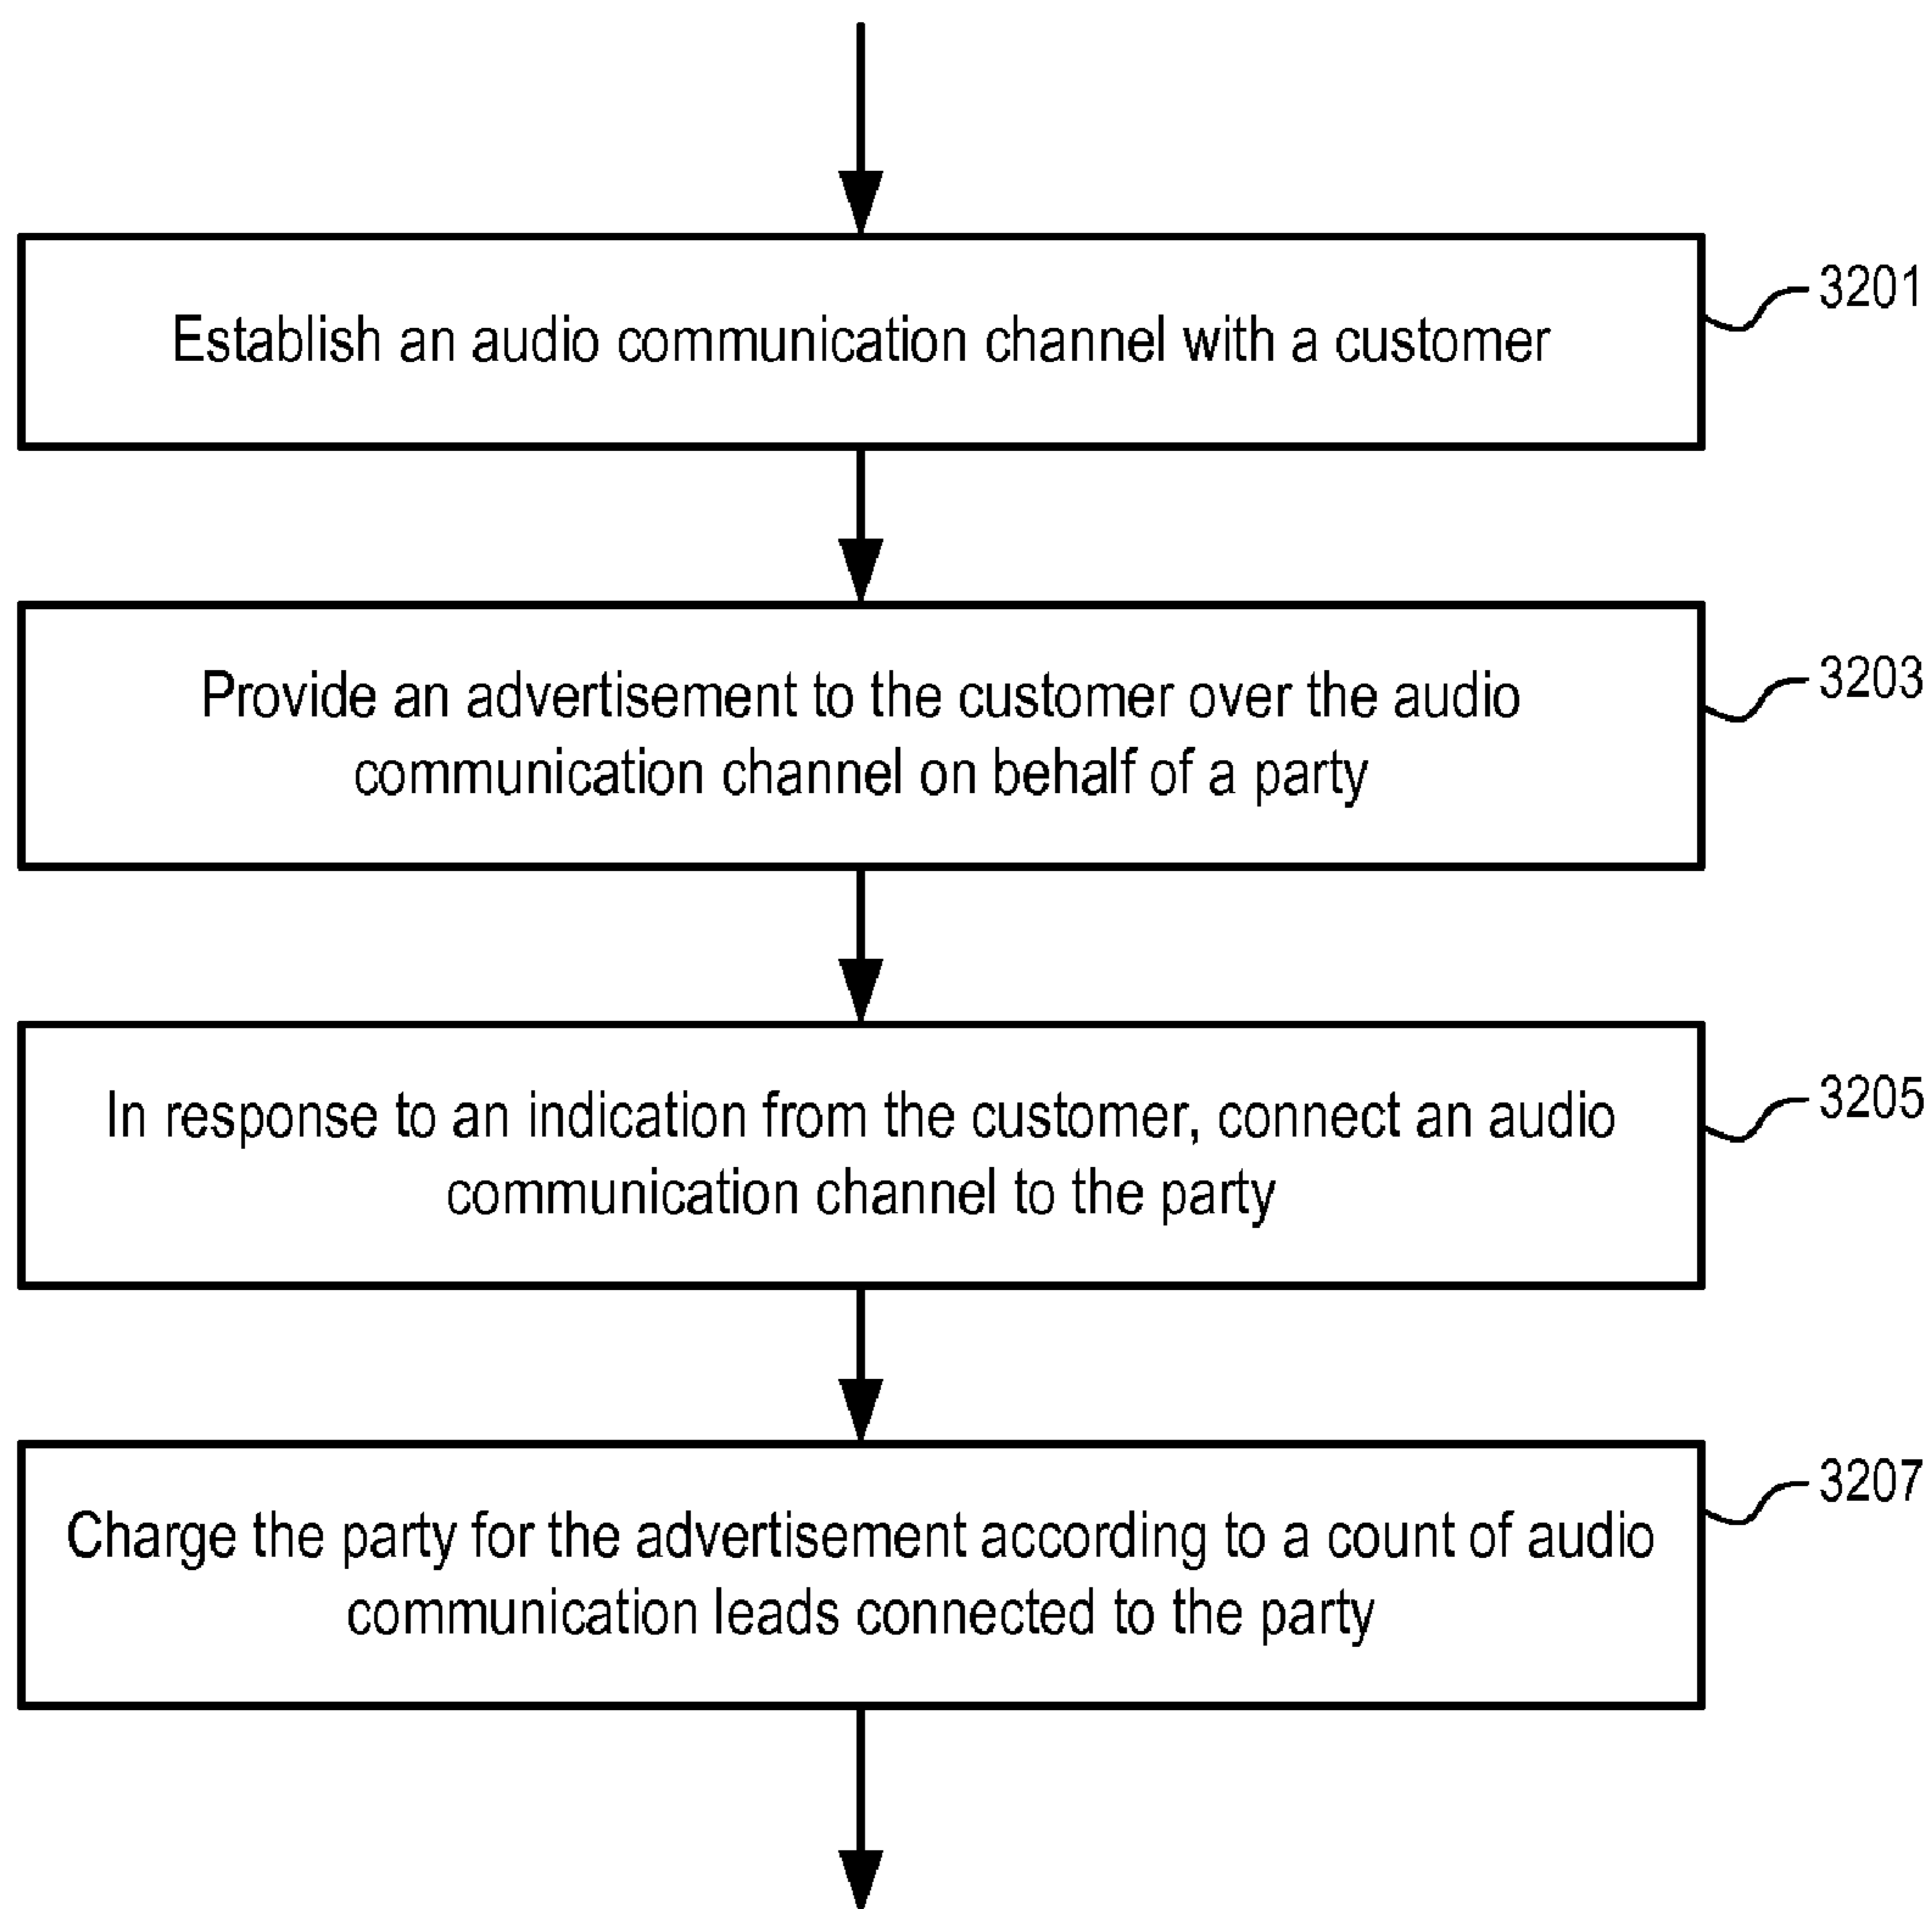 Establish an audio communication channel with a customer
3201
Provide an advertisement to the customer over the audio
communication channel on behalf of a party
3203
In response to an indication from the customer, connect an audio
communication channel to the party
3205
Charge the party for the advertisement according to a count of audio
communication leads connected to the party
3207